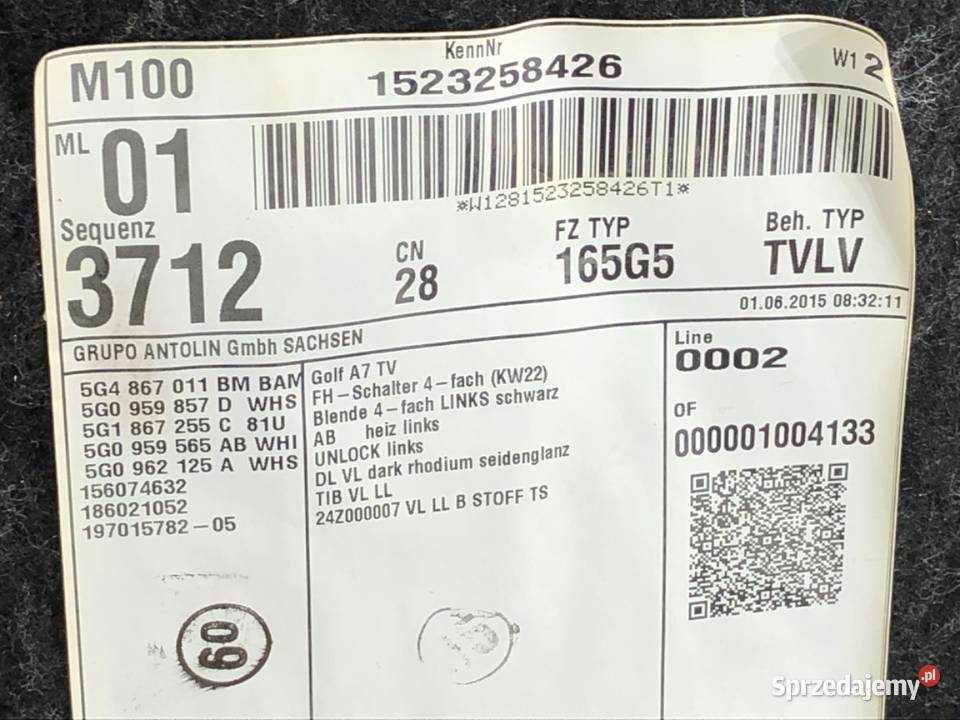 KennNr
M100
1523258426
W1 2
ML 01
*W1281523258426T1*
Sequenz
3712
CN
28
FZ TYP
165G5
Beh. TYP
TVLV
01.06.2015 08:32:11
GRUPO ANTOLIN Gmbh SACHSEN
5G4 867 011 BM BAM
5G0 959 857 D WHS
5G1 867 255 C 81U
5G0 959 565 AB WHI
5G0 962 125 A WHS
156074632
186021052
197015782-05
Golf A7 TV
FH-Schalter 4-fach (KW22)
Blende 4-fach LINKS schwarz
AB heiz links
UNLOCK links
DL VL dark rhodium seidenglanz
TIB VL LL
24Z000007 VL LL B STOFF TS
Line
0002
OF
000001004133
60
Sprzedajemy.pl